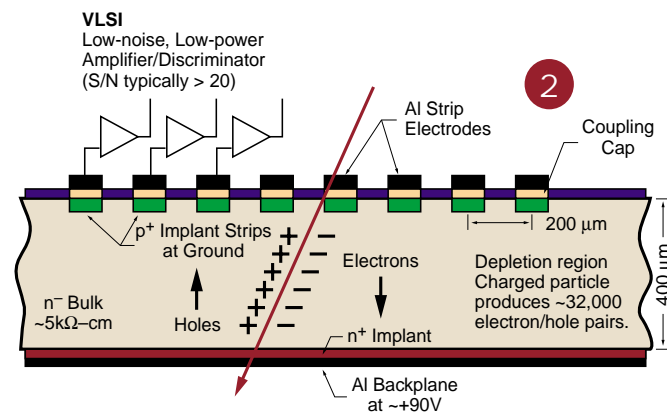 VLSI
Low-noise, Low-power
Amplifier/Discriminator
(S/N typically > 20)
2
Al Strip
Electrodes
Coupling
Cap
p+ Implant Strips
at Ground
200 μm
400 μm
Electrons
Depletion region
Charged particle
produces ~32,000
electron/hole pairs.
n– Bulk
~5kΩ–cm
Holes
n+ Implant
Al Backplane
at ~+90V